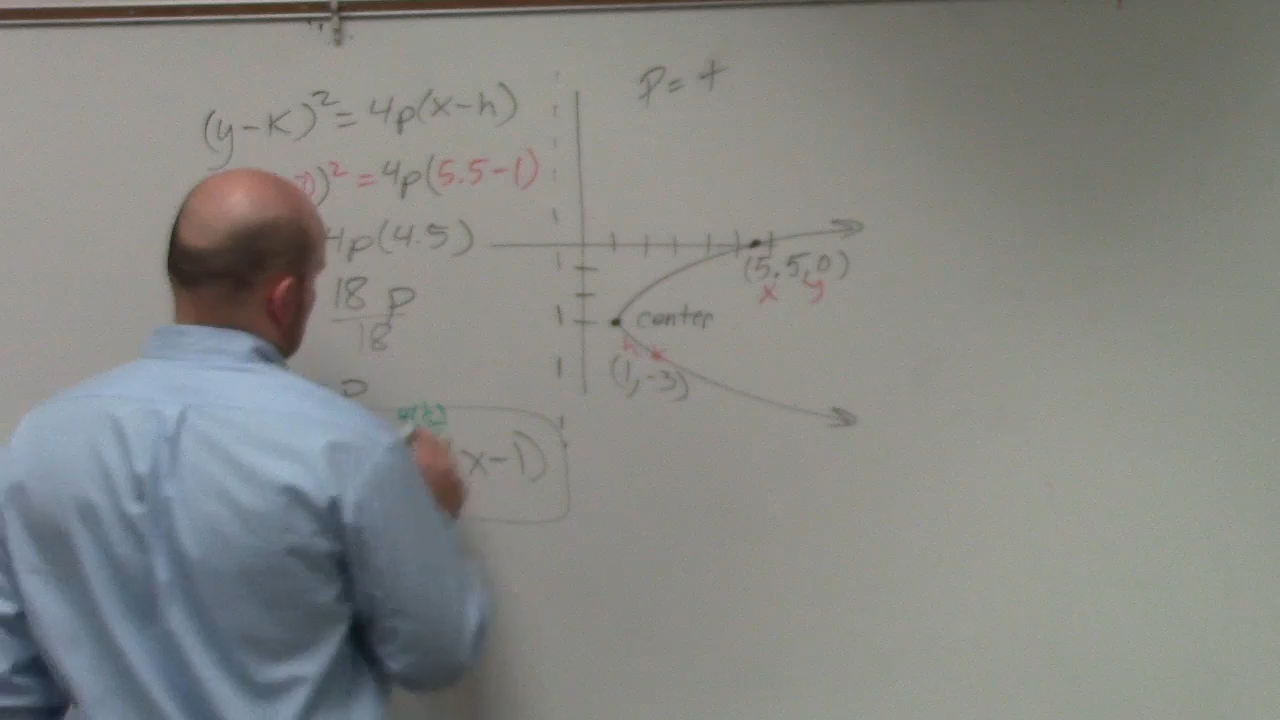 (y-K)² = 4p(x-h)
)² = 4p(5.5-1)
4p(4.5)
18 p
18
x-1)
P = +
(5.5,0)
x y
center
(1,-3)